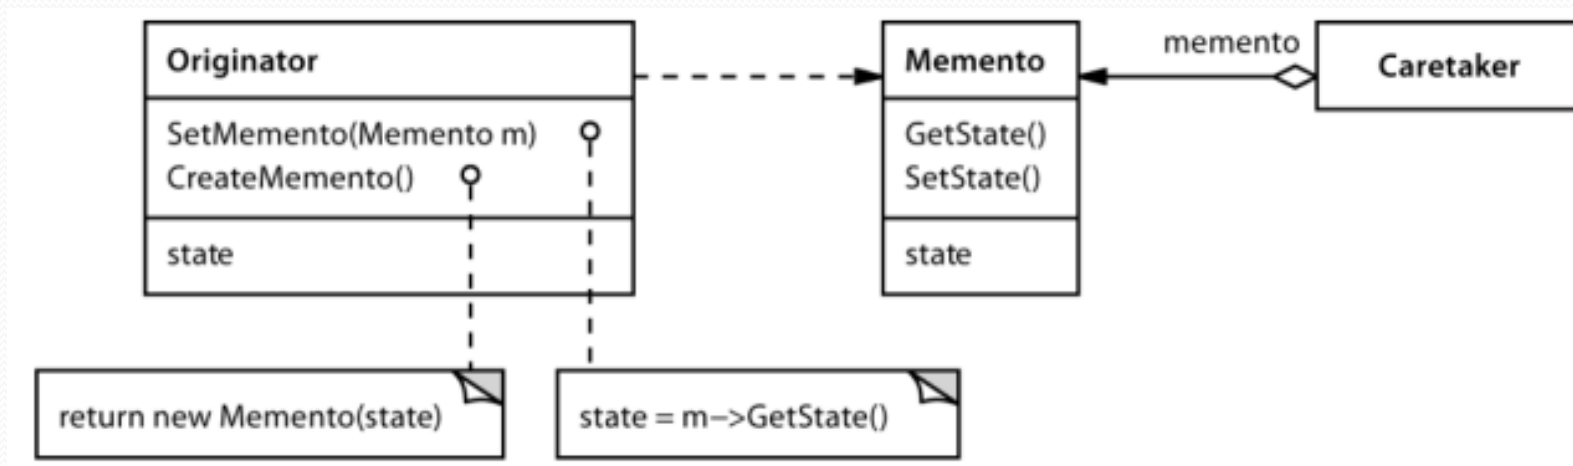 Originator
SetMemento(Memento m)
CreateMemento()
state
Memento
GetState()
SetState()
state
memento
Caretaker
return new Memento(state)
state = m–>GetState()